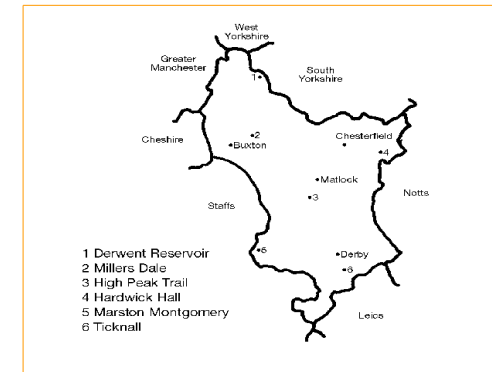 West
Yorkshire
Greater
Manchester
South
Yorkshire
1
Cheshire
2
Buxton
Chesterfield
4
Matlock
3
Notts
Staffs
5
Derby
6
Leics
1 Derwent Reservoir
2 Millers Dale
3 High Peak Trail
4 Hardwick Hall
5 Marston Montgomery
6 Ticknall